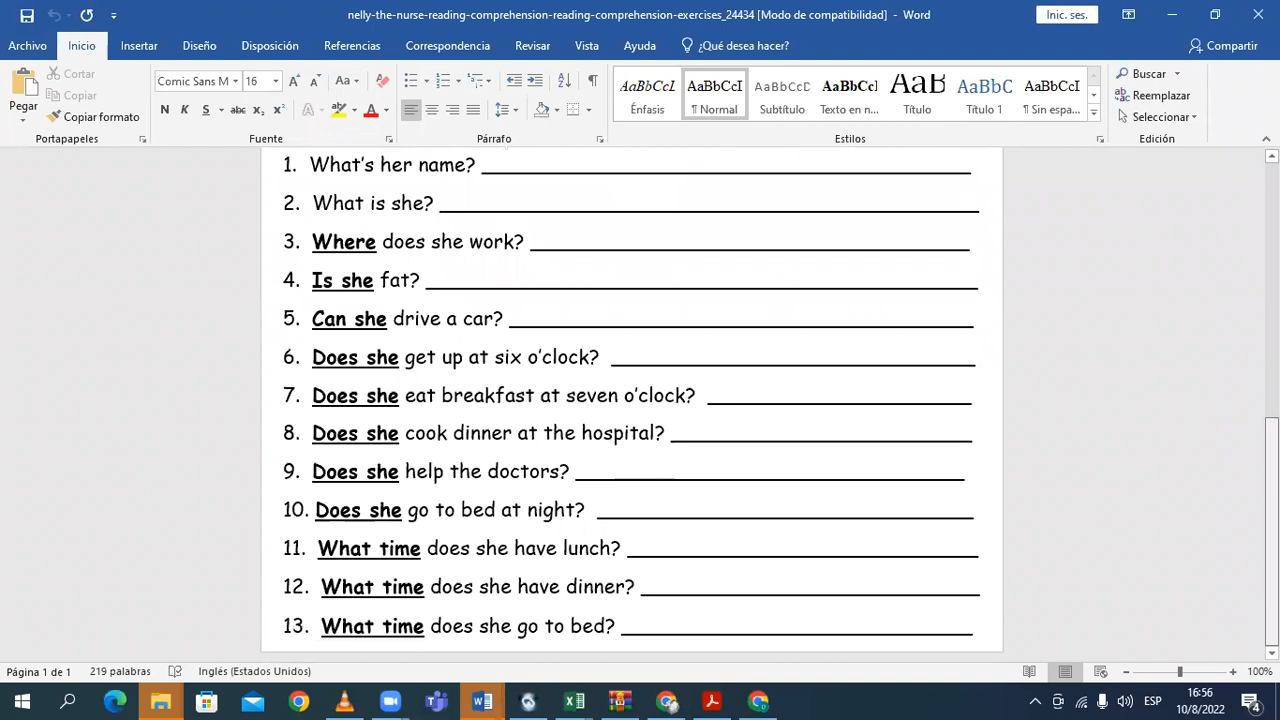 nelly-the-nurse-reading-comprehension-reading-comprehension-exercises_24434 [Modo de compatibilidad] - Word
Inic. ses.
Archivo Inicio Insertar Diseño Disposición Referencias Correspondencia Revisar Vista Ayuda ¿Qué desea hacer? Compartir
Pegar
Cortar
Copiar
Copiar formato
Portapapeles
Comic Sans M 16
Fuente
Párrafo
AaBbCcI Énfasis
AaBbCcI ¶ Normal
AaBbCcI Subtítulo
AaBbCcI Texto en n...
AaB Título
AaBbC Título 1
AaBbCcI ¶ Sin espa...
Estilos
Buscar
Reemplazar
Seleccionar
Edición
1. What's her name?
2. What is she?
3. Where does she work?
4. Is she fat?
5. Can she drive a car?
6. Does she get up at six o'clock?
7. Does she eat breakfast at seven o'clock?
8. Does she cook dinner at the hospital?
9. Does she help the doctors?
10. Does she go to bed at night?
11. What time does she have lunch?
12. What time does she have dinner?
13. What time does she go to bed?
Página 1 de 1 219 palabras Inglés (Estados Unidos) 100%
ESP 16:56
10/8/2022 4